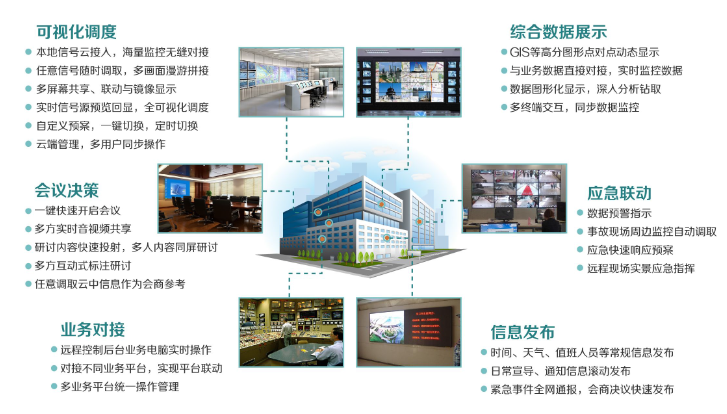 可视化调度
本地信号云接入，海量监控无缝对接
任意信号随时调取，多画面漫游拼接
多屏幕共享、联动与镜像显示
实时信号源预览回显，全可视化调度
自定义预案，一键切换，定时切换
云端管理，多用户同步操作
综合数据展示
GIS等高分图形点对点动态显示
与业务数据直接对接，实时监控数据
数据图形化显示，深入分析钻取
多终端交互，同步数据监控
会议决策
一键快速开启会议
多方实时音视频共享
研讨内容快速投射，多人内容同屏研讨
多方互动式标注研讨
任意调取云中信息作为会商参考
应急联动
数据预警指示
事故现场周边监控自动调取
应急快速响应预案
远程现场实景应急指挥
业务对接
远程控制后台业务电脑实时操作
对接不同业务平台，实现平台联动
多业务平台统一操作管理
信息发布
时间、天气、值班人员等常规信息发布
日常宣导、通知信息滚动发布
紧急事件全网通报，会商决议快速发布